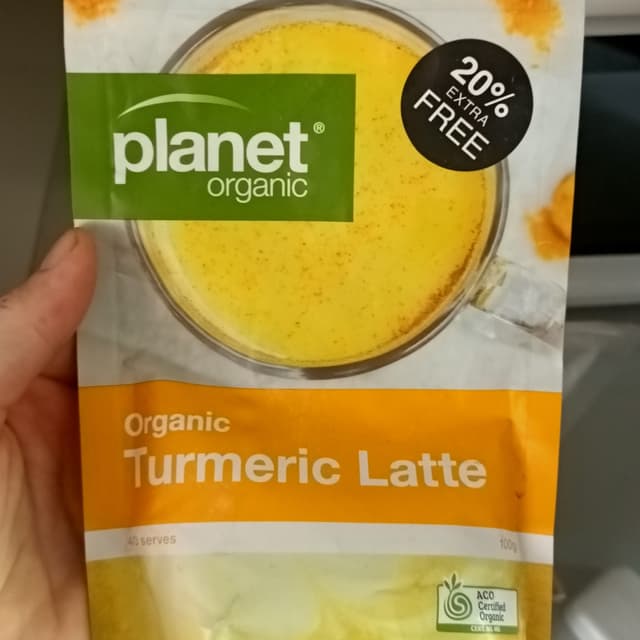 20%
EXTRA
FREE
planet®
organic
Organic
Turmeric Latte
40 serves
100g
ACO
Certified
Organic